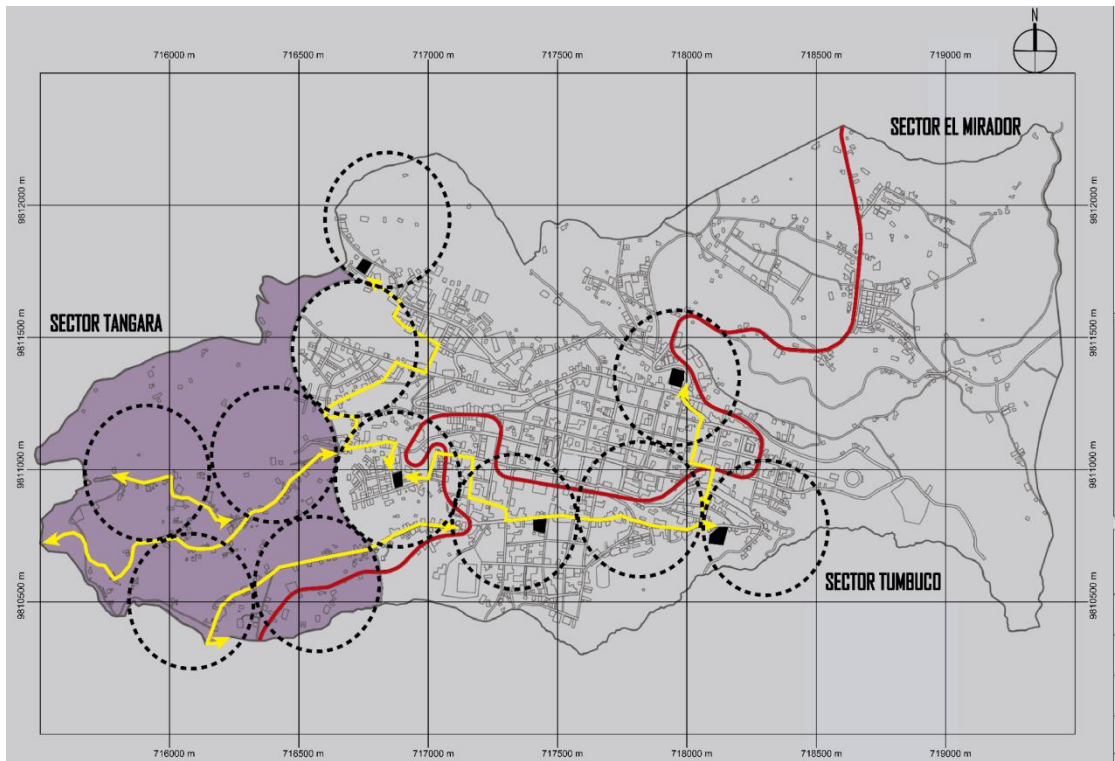 N
716000 m
716500 m
717000 m
717500 m
718000 m
718500 m
719000 m
SECTOR EL MIRADOR
9812000 m
9812000 m
SECTOR TANGARA
9811500 m
9811500 m
9811000 m
9811000 m
9810500 m
9810500 m
SECTOR TUMBUCO
716000 m
716500 m
717000 m
717500 m
718000 m
718500 m
719000 m